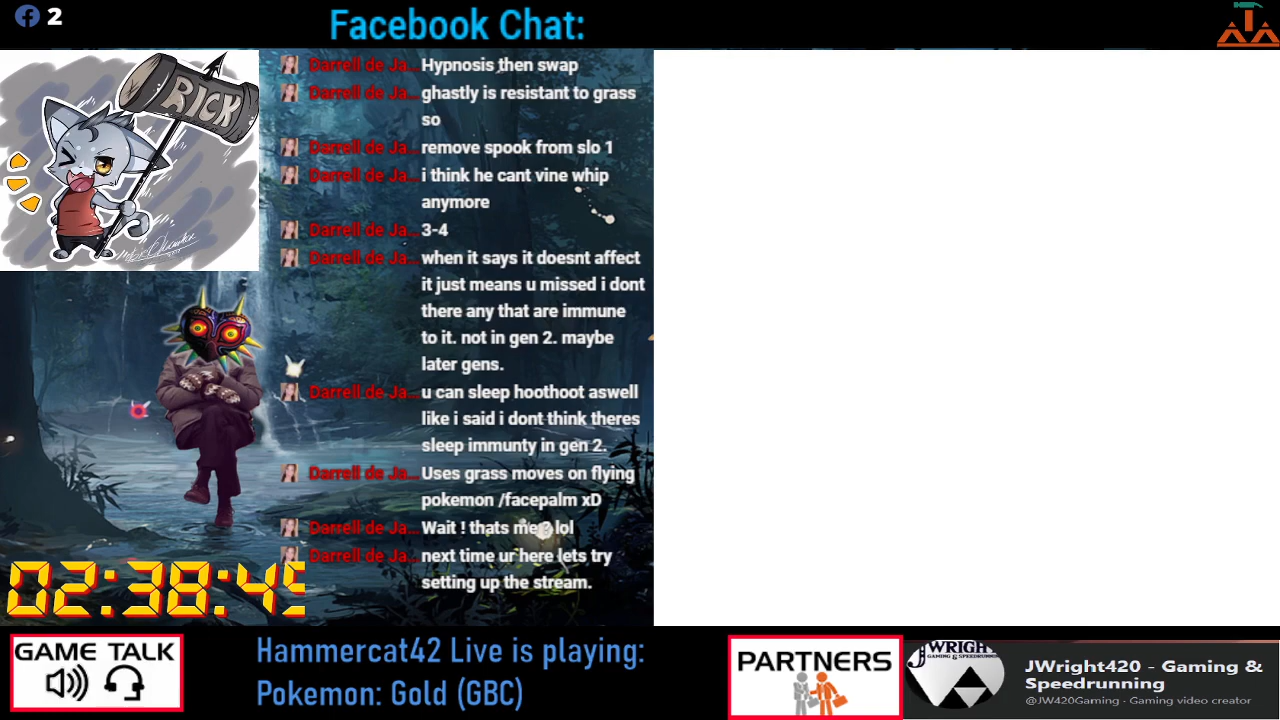 2
Facebook Chat:
RICK
Darrell de Ja... Hypnosis then swap
Darrell de Ja... ghastly is resistant to grass
so
Darrell de Ja... remove spook from slo 1
Darrell de Ja... i think he cant vine whip
anymore
Darrell de Ja... 3-4
Darrell de Ja... when it says it doesnt affect
it just means u missed i dont
there any that are immune
to it. not in gen 2. maybe
later gens.
Darrell de Ja... u can sleep hoothoot aswell
like i said i dont think theres
sleep immunty in gen 2.
Darrell de Ja... Uses grass moves on flying
pokemon /facepalm xD
Darrell de Ja... Wait ! thats me? lol
Darrell de Ja... next time ur here lets try
setting up the stream.
02:38:45
GAME TALK
Hammercat42 Live is playing:
Pokemon: Gold (GBC)
PARTNERS
JWRIGHT
GAMING & SPEEDRUNNING
JWright420 - Gaming &
Speedrunning
@JW420Gaming - Gaming video creator